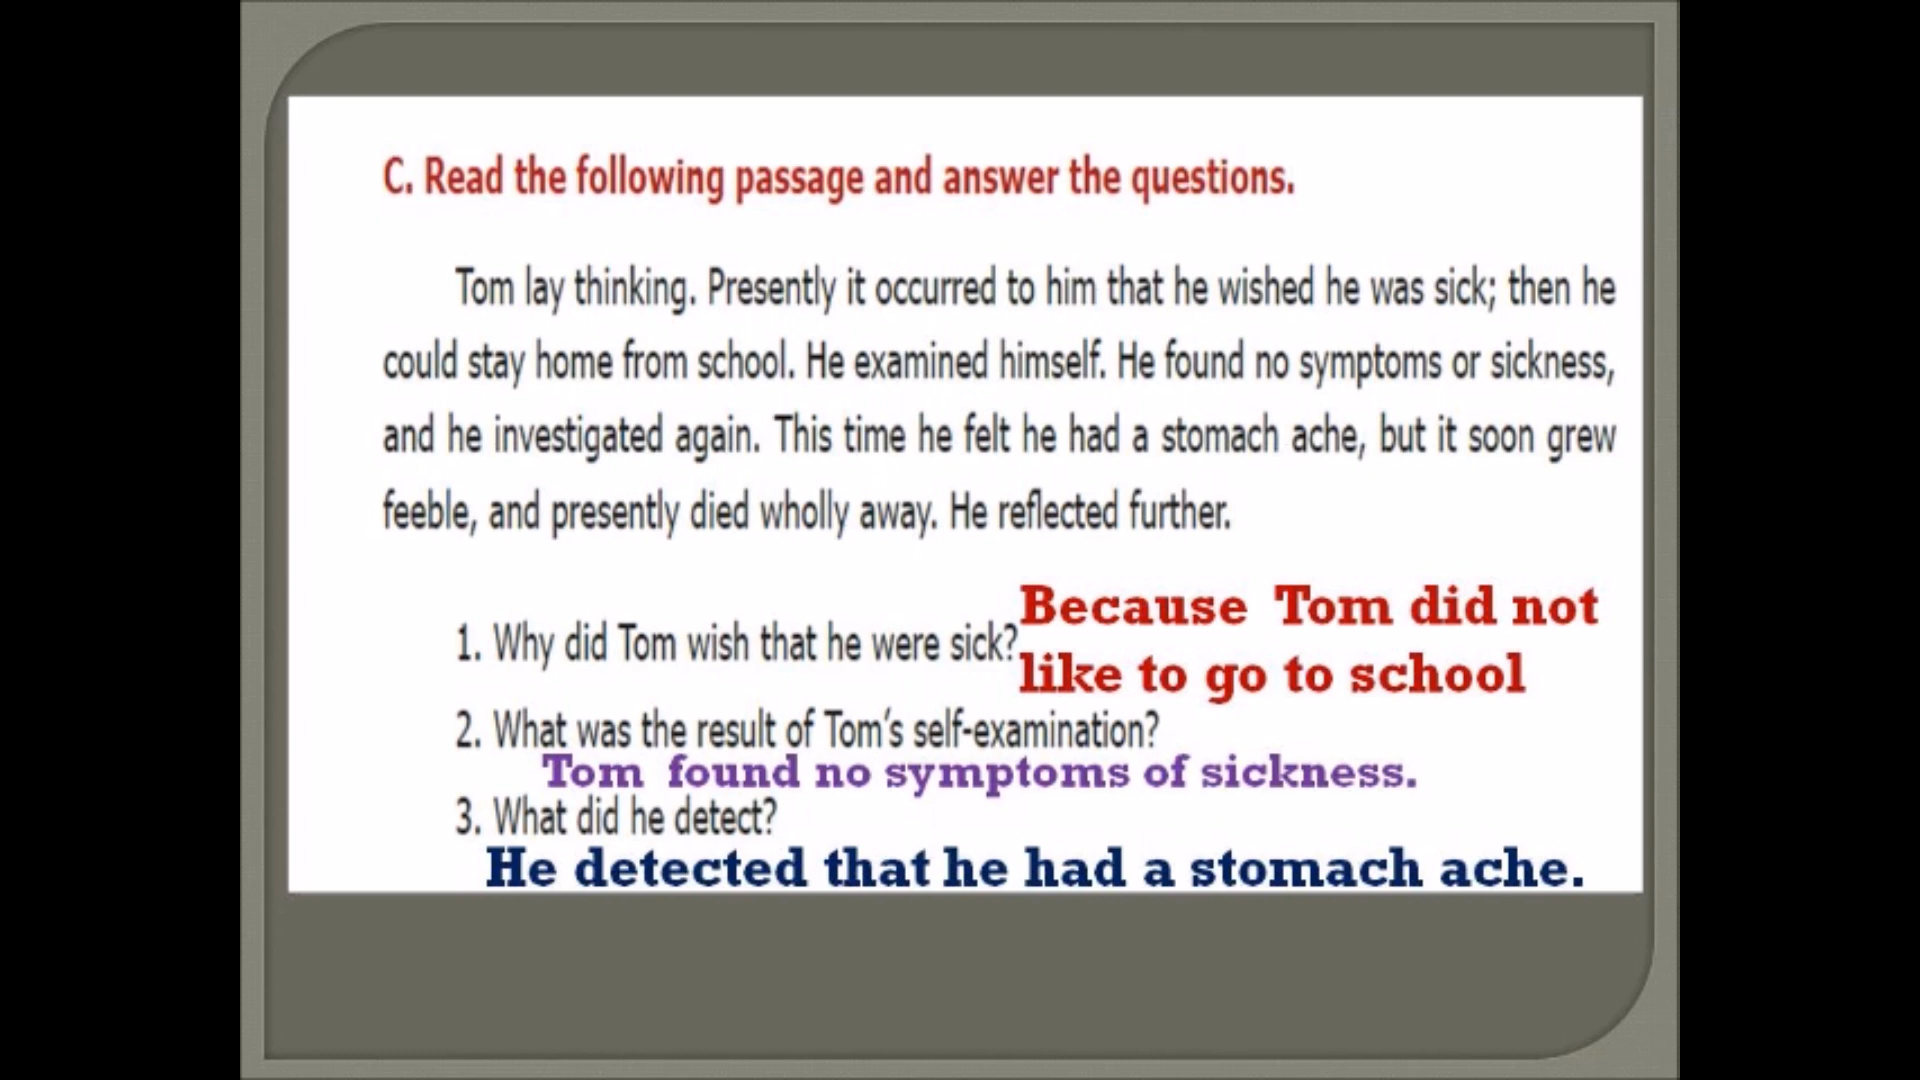 C. Read the following passage and answer the questions.
Tom lay thinking. Presently it occurred to him that he wished he was sick; then he
could stay home from school. He examined himself. He found no symptoms or sickness,
and he investigated again. This time he felt he had a stomach ache, but it soon grew
feeble, and presently died wholly away. He reflected further.
1. Why did Tom wish that he were sick?
Because Tom did not
like to go to school
2. What was the result of Tom’s self-examination?
Tom found no symptoms of sickness.
3. What did he detect?
He detected that he had a stomach ache.